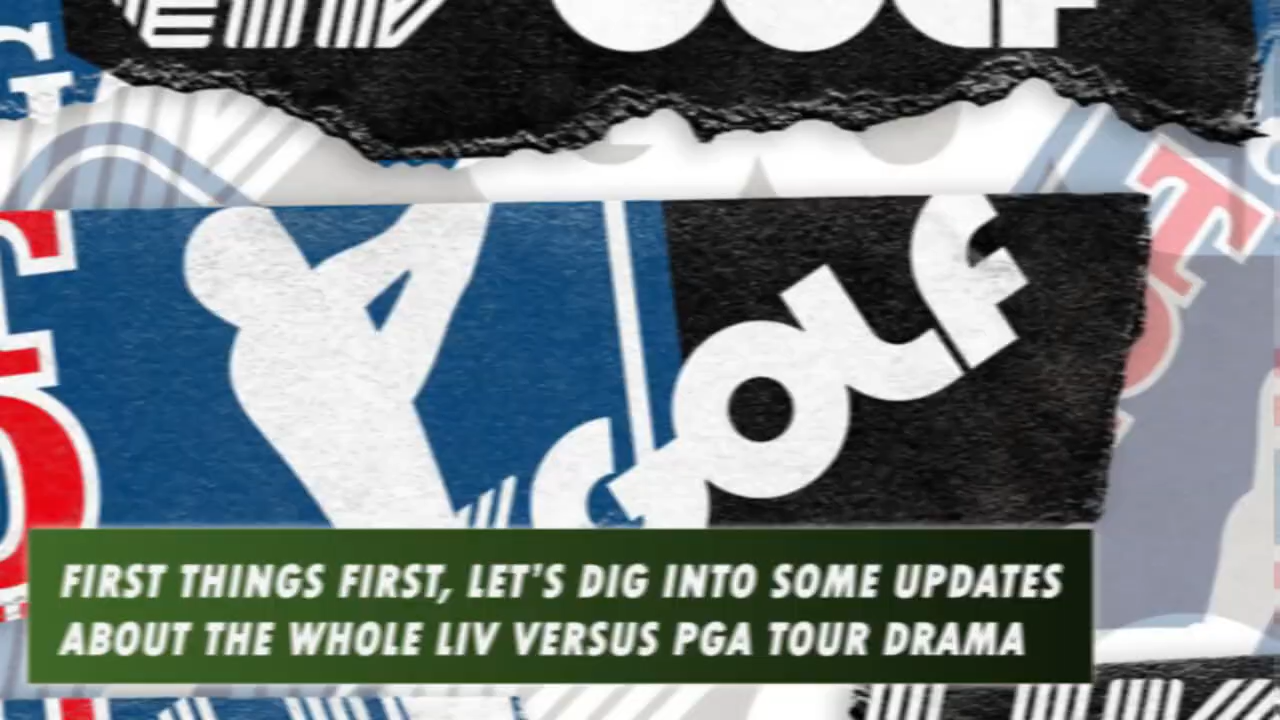 GOLF
FIRST THINGS FIRST, LET'S DIG INTO SOME UPDATES
ABOUT THE WHOLE LIV VERSUS PGA TOUR DRAMA